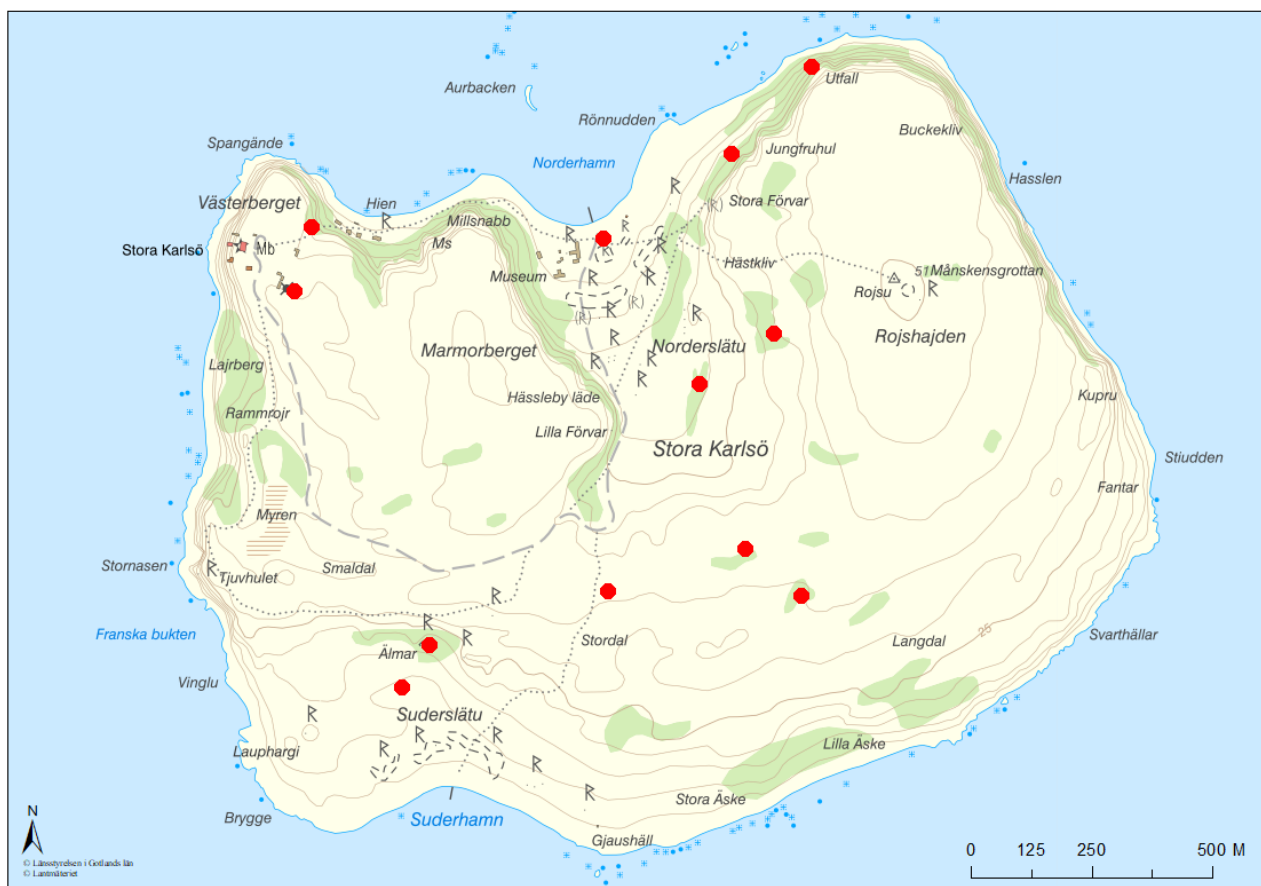 Utfall
Aurbacken
Rönnudden
Buckekliv
Spangände
Jungfruhul
Norderhamn
Hasslen
Västerberget
Hien
Millsnabb
Stora Förvar
(R)
Stora Karlsö
Mb
Ms
Museum
Hästkliv
51
Månskensgrottan
Rojsu
(R)
(R)
Norderslätu
Rojshajden
Marmorberget
Lajrberg
Hässleby läde
Kupru
Rammrojr
Lilla Förvar
Stora Karlsö
Stiudden
Fantar
Myren
Stornasen
Smaldal
Tjuvhulet
Franska bukten
Älmar
Stordal
Langdal
25
Svarthällar
Vinglu
Suderslätu
Lauphargi
Lilla Äske
Stora Äske
Brygge
Suderhamn
Gjaushäll
N
© Länsstyrelsen i Gotlands län
© Lantmäteriet
0 125 250 500 M